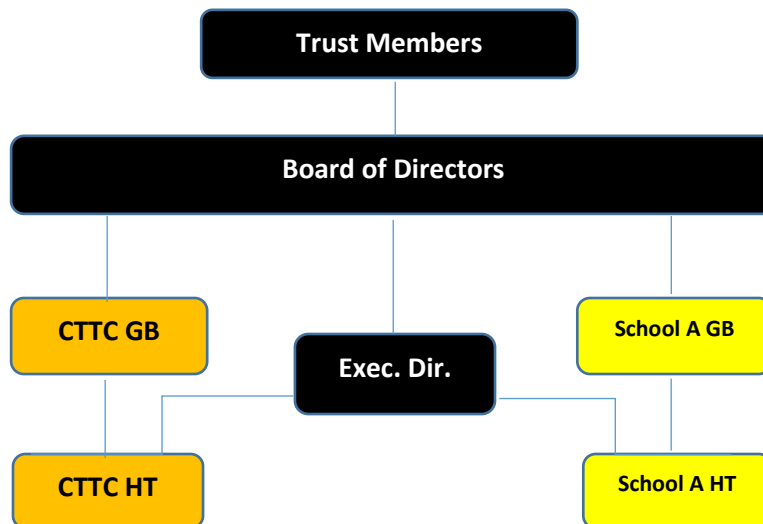 Trust Members
Board of Directors
CTTC GB
School A GB
Exec. Dir.
CTTC HT
School A HT